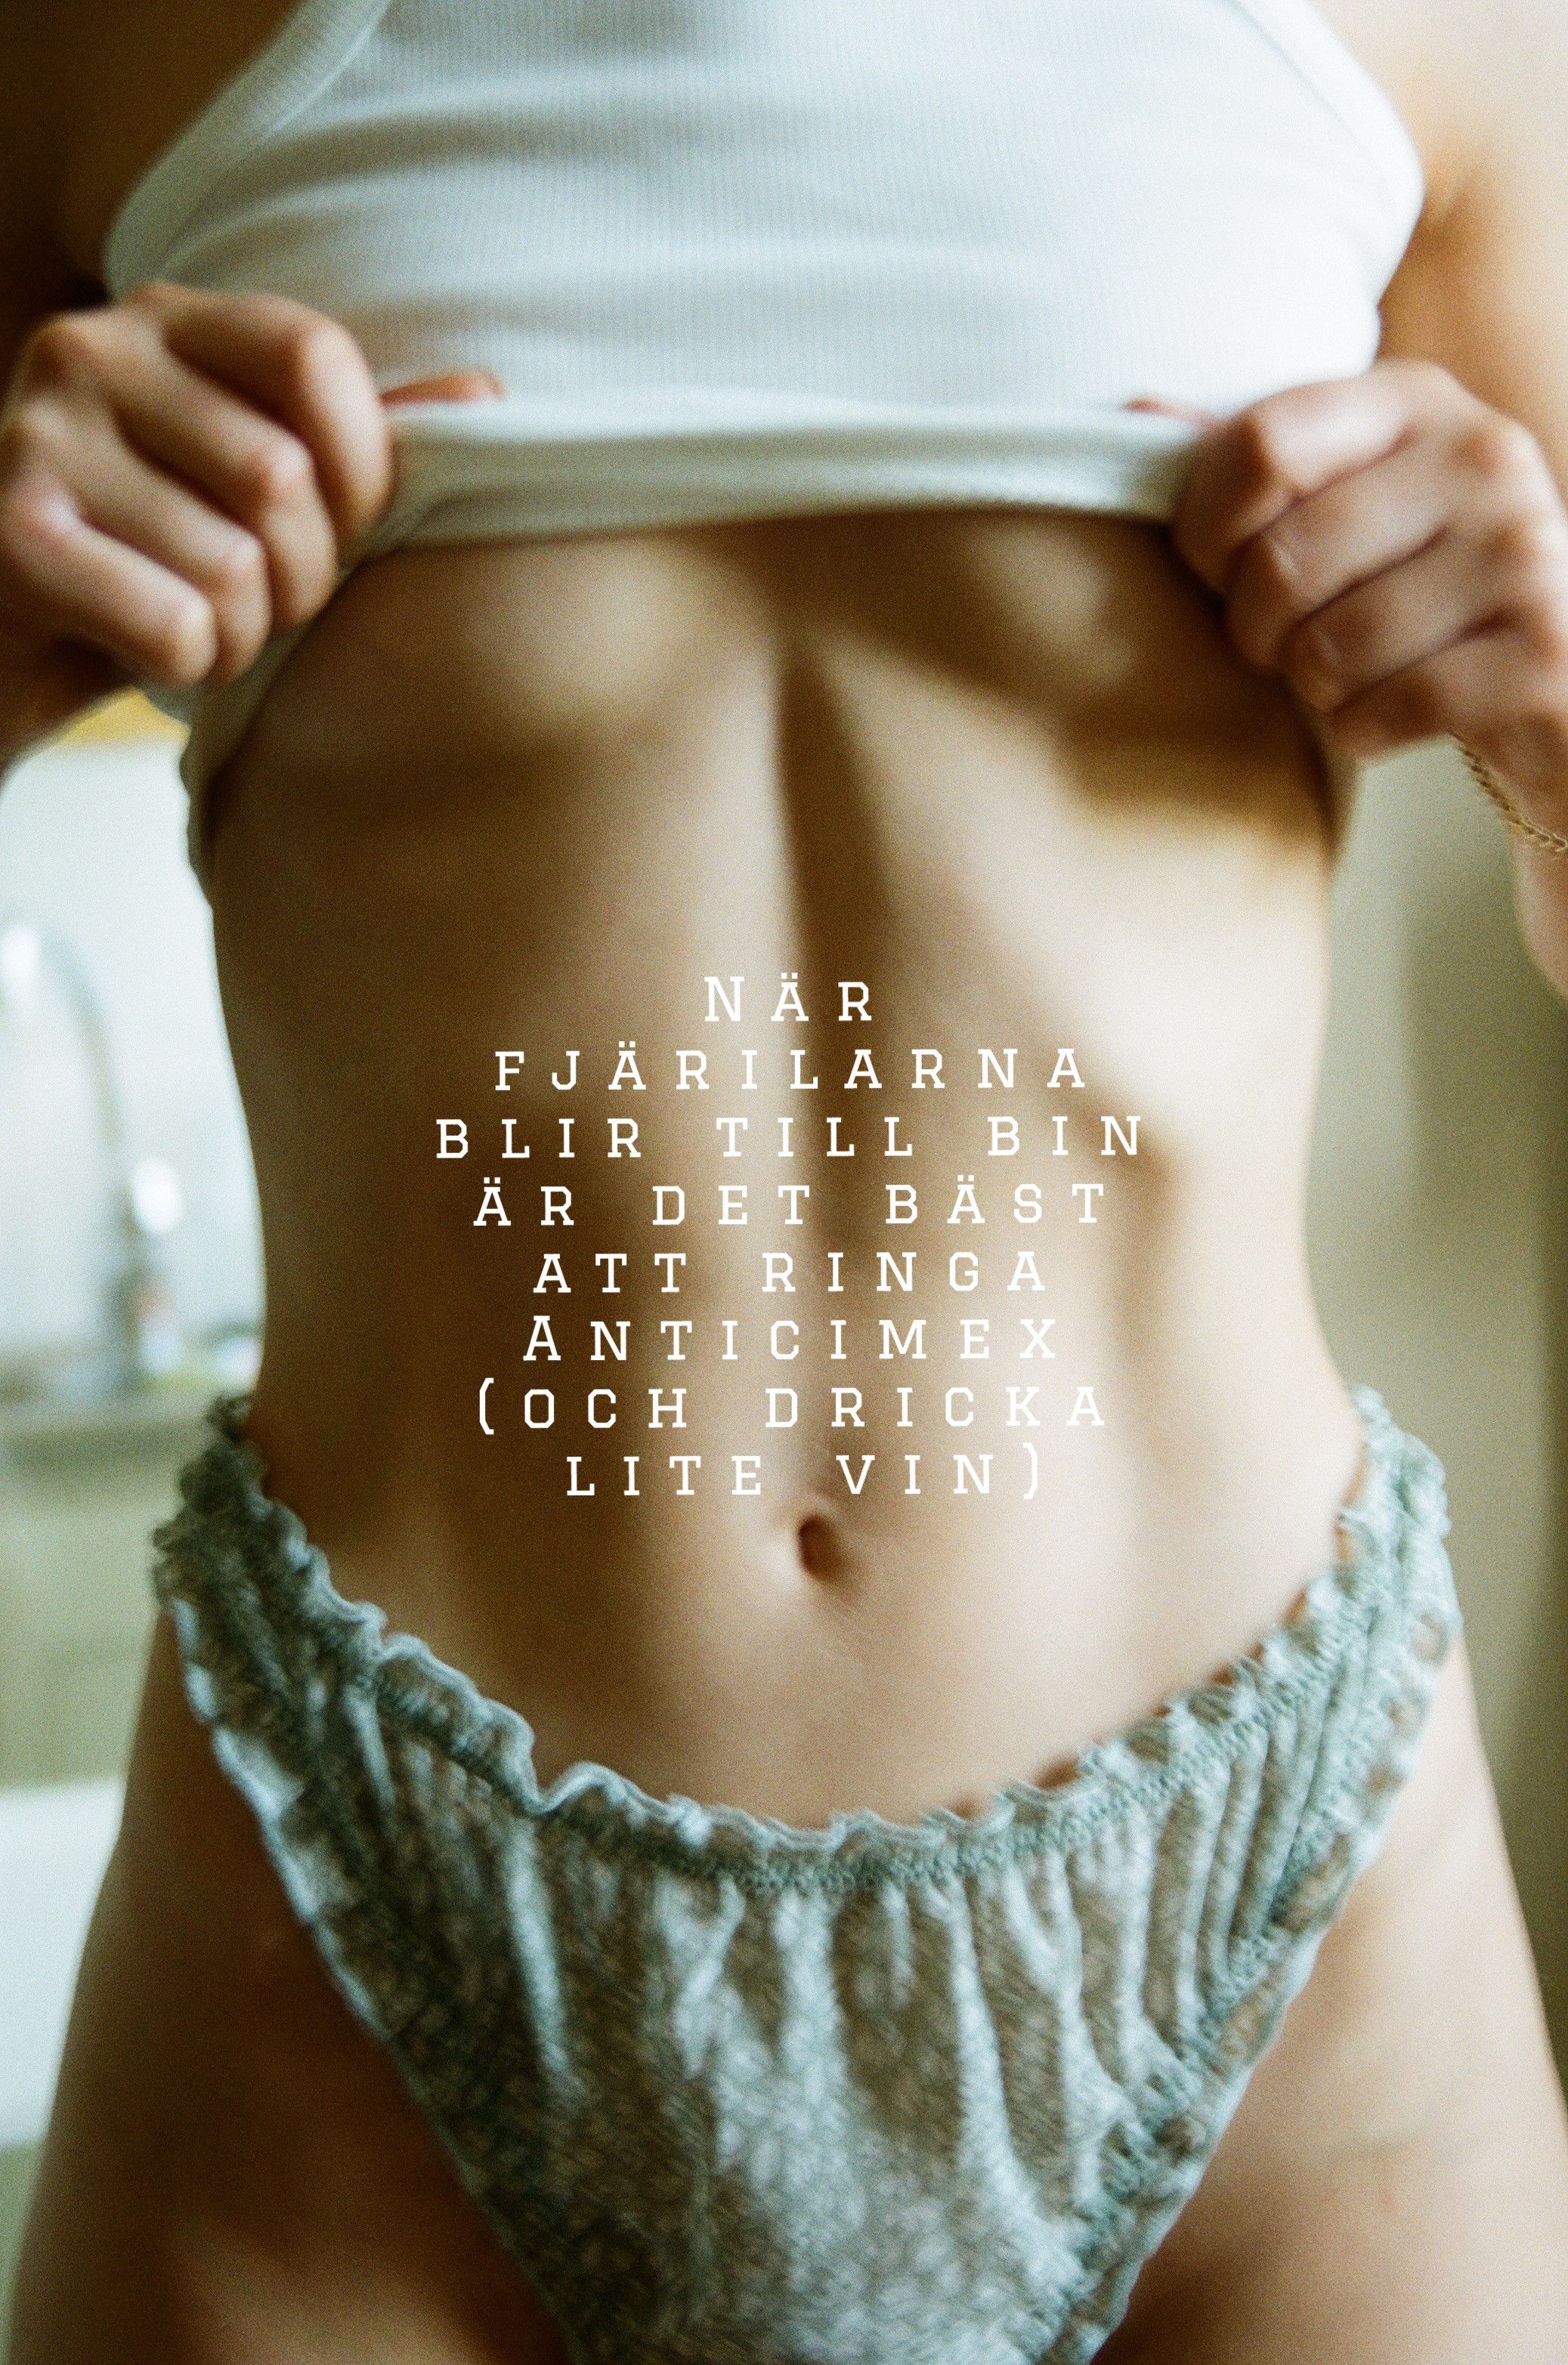 När
fjärilarna
blir till bin
är det bäst
att ringa
Anticimex
(och dricka
lite vin)